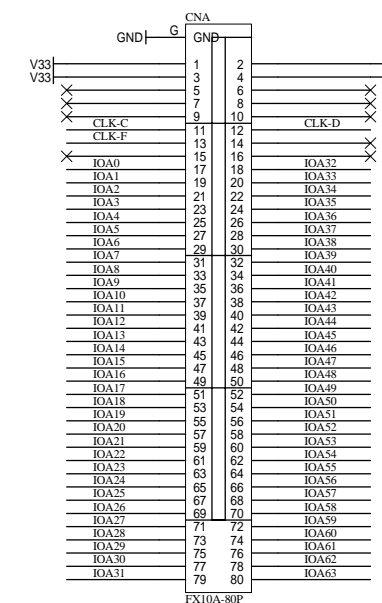 CNA
GND G GND
V33 1 2
V33 3 4
5 6
7 8
9 10
CLK-C 11 12 CLK-D
CLK-F 13 14
15 16
IOA0 17 18 IOA32
IOA1 19 20 IOA33
IOA2 21 22 IOA34
IOA3 23 24 IOA35
IOA4 25 26 IOA36
IOA5 27 28 IOA37
IOA6 29 30 IOA38
IOA7 31 32 IOA39
IOA8 33 34 IOA40
IOA9 35 36 IOA41
IOA10 37 38 IOA42
IOA11 39 40 IOA43
IOA12 41 42 IOA44
IOA13 43 44 IOA45
IOA14 45 46 IOA46
IOA15 47 48 IOA47
IOA16 49 50 IOA48
IOA17 51 52 IOA49
IOA18 53 54 IOA50
IOA19 55 56 IOA51
IOA20 57 58 IOA52
IOA21 59 60 IOA53
IOA22 61 62 IOA54
IOA23 63 64 IOA55
IOA24 65 66 IOA56
IOA25 67 68 IOA57
IOA26 69 70 IOA58
IOA27 71 72 IOA59
IOA28 73 74 IOA60
IOA29 75 76 IOA61
IOA30 77 78 IOA62
IOA31 79 80 IOA63
FX10A-80P